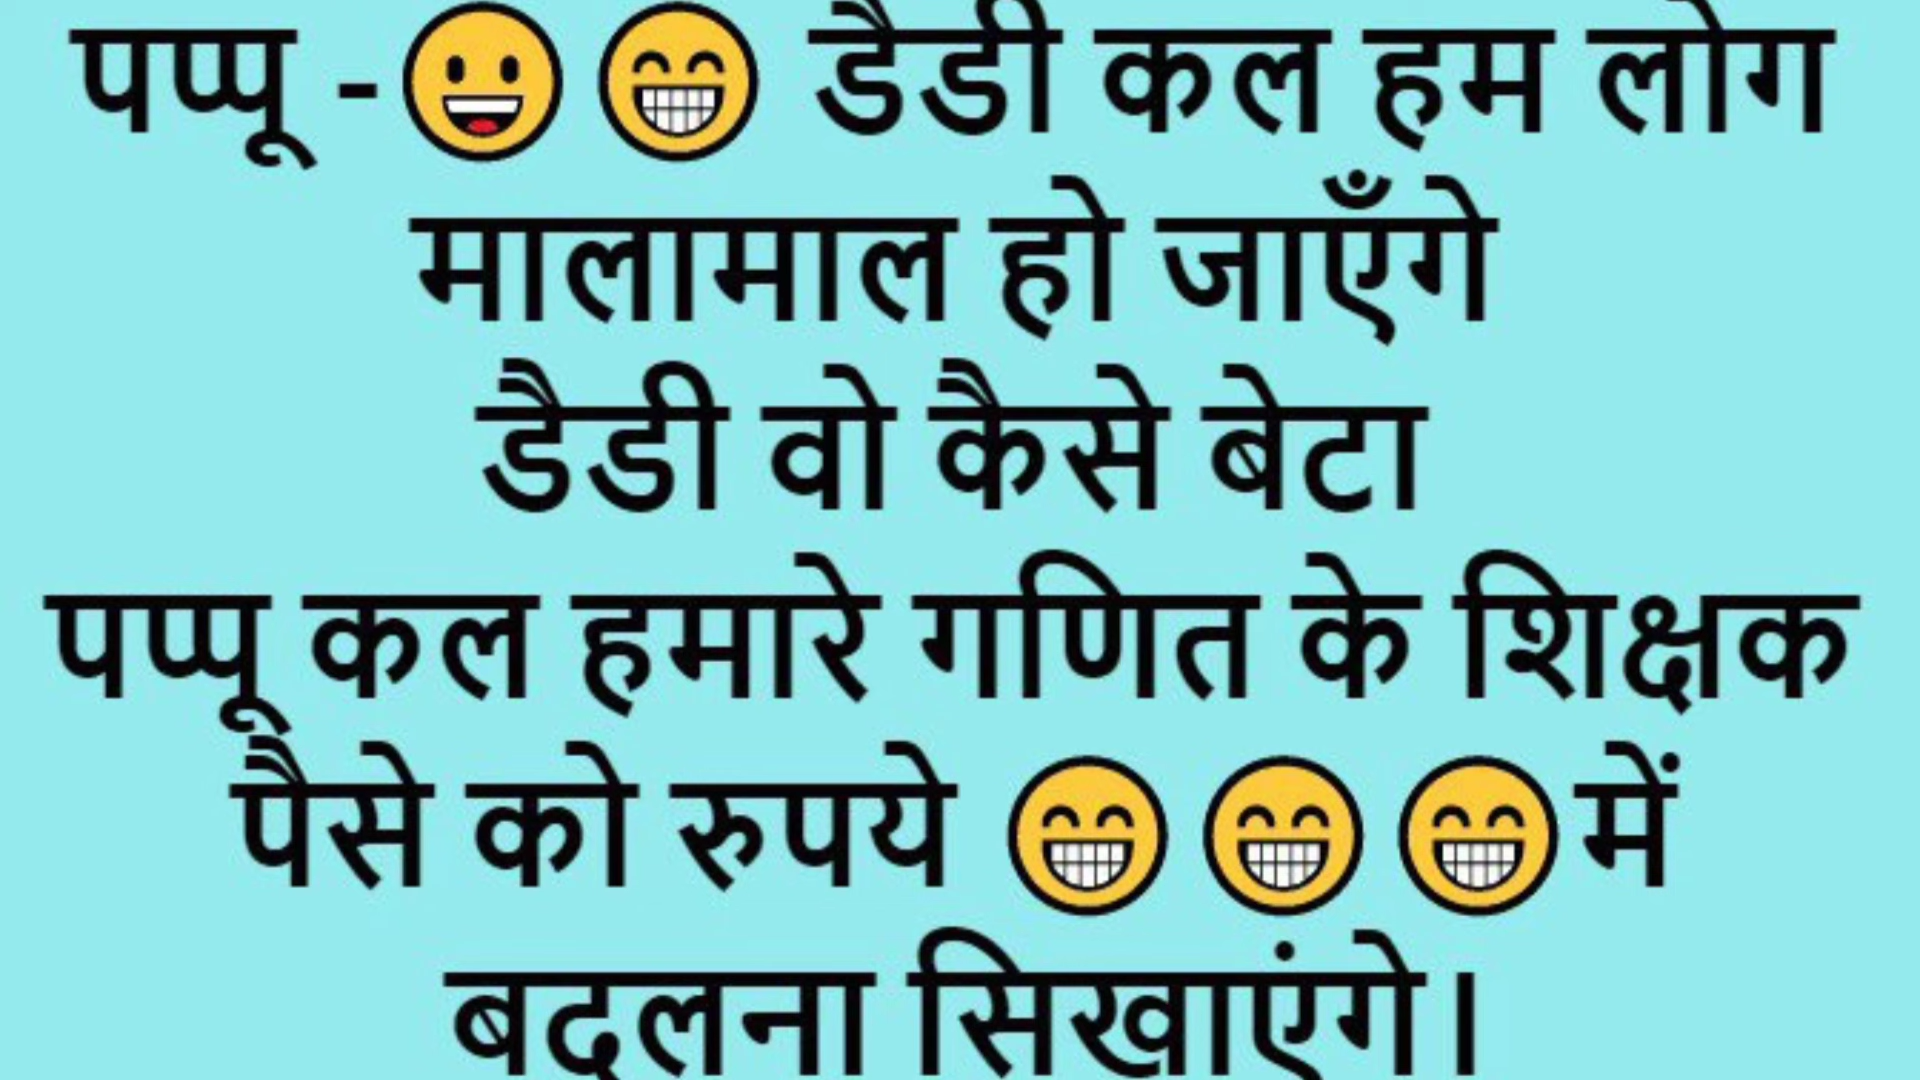 पप्पू -😃 😁 डैडी कल हम लोग
मालामाल हो जाएँगे
डैडी वो कैसे बेटा
पप्पू कल हमारे गणित के शिक्षक
पैसे को रुपये 😁 😁 😁 में
बदलना सिखाएंगे।